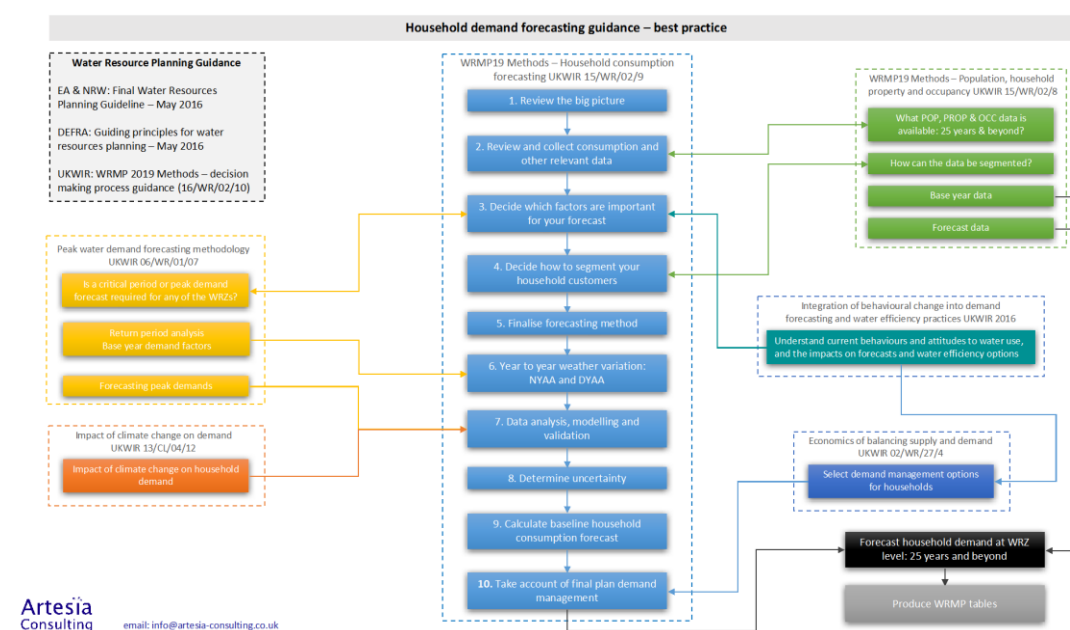 Household demand forecasting guidance – best practice
Water Resource Planning Guidance
EA & NRW: Final Water Resources
Planning Guideline – May 2016
DEFRA: Guiding principles for water
resources planning – May 2016
UKWIR: WRMP 2019 Methods – decision
making process guidance (16/WR/02/10)
Peak water demand forecasting methodology
UKWIR 06/WR/01/07
Is a critical period or peak demand
forecast required for any of the WRZs?
Return period analysis
Base year demand factors
Forecasting peak demands
Impact of climate change on demand
UKWIR 13/CL/04/12
Impact of climate change on household
demand
WRMP19 Methods – Household consumption
forecasting UKWIR 15/WR/02/9
1. Review the big picture
2. Review and collect consumption and
other relevant data
3. Decide which factors are important
for your forecast
4. Decide how to segment your
household customers
5. Finalise forecasting method
6. Year to year weather variation:
NYAA and DYAA
7. Data analysis, modelling and
validation
8. Determine uncertainty
9. Calculate baseline household
consumption forecast
10. Take account of final plan demand
management
WRMP19 Methods – Population, household
property and occupancy UKWIR 15/WR/02/8
What POP, PROP & OCC data is
available: 25 years & beyond?
How can the data be segmented?
Base year data
Forecast data
Integration of behavioural change into demand
forecasting and water efficiency practices UKWIR 2016
Understand current behaviours and attitudes to water use,
and the impacts on forecasts and water efficiency options
Economics of balancing supply and demand
UKWIR 02/WR/27/4
Select demand management options
for households
Forecast household demand at WRZ
level: 25 years and beyond
Produce WRMP tables
Artesia
Consulting
email: info@artesia-consulting.co.uk